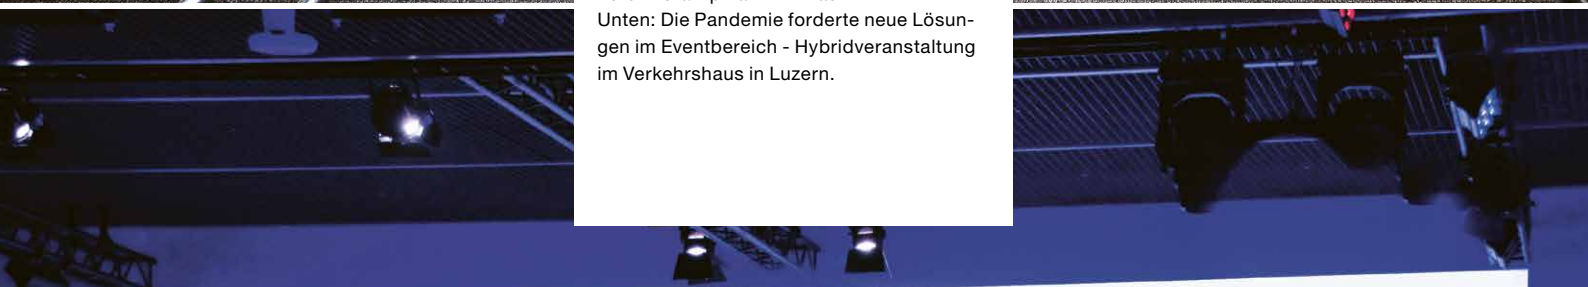 Unten: Die Pandemie forderte neue Lösun-
gen im Eventbereich - Hybridveranstaltung
im Verkehrshaus in Luzern.